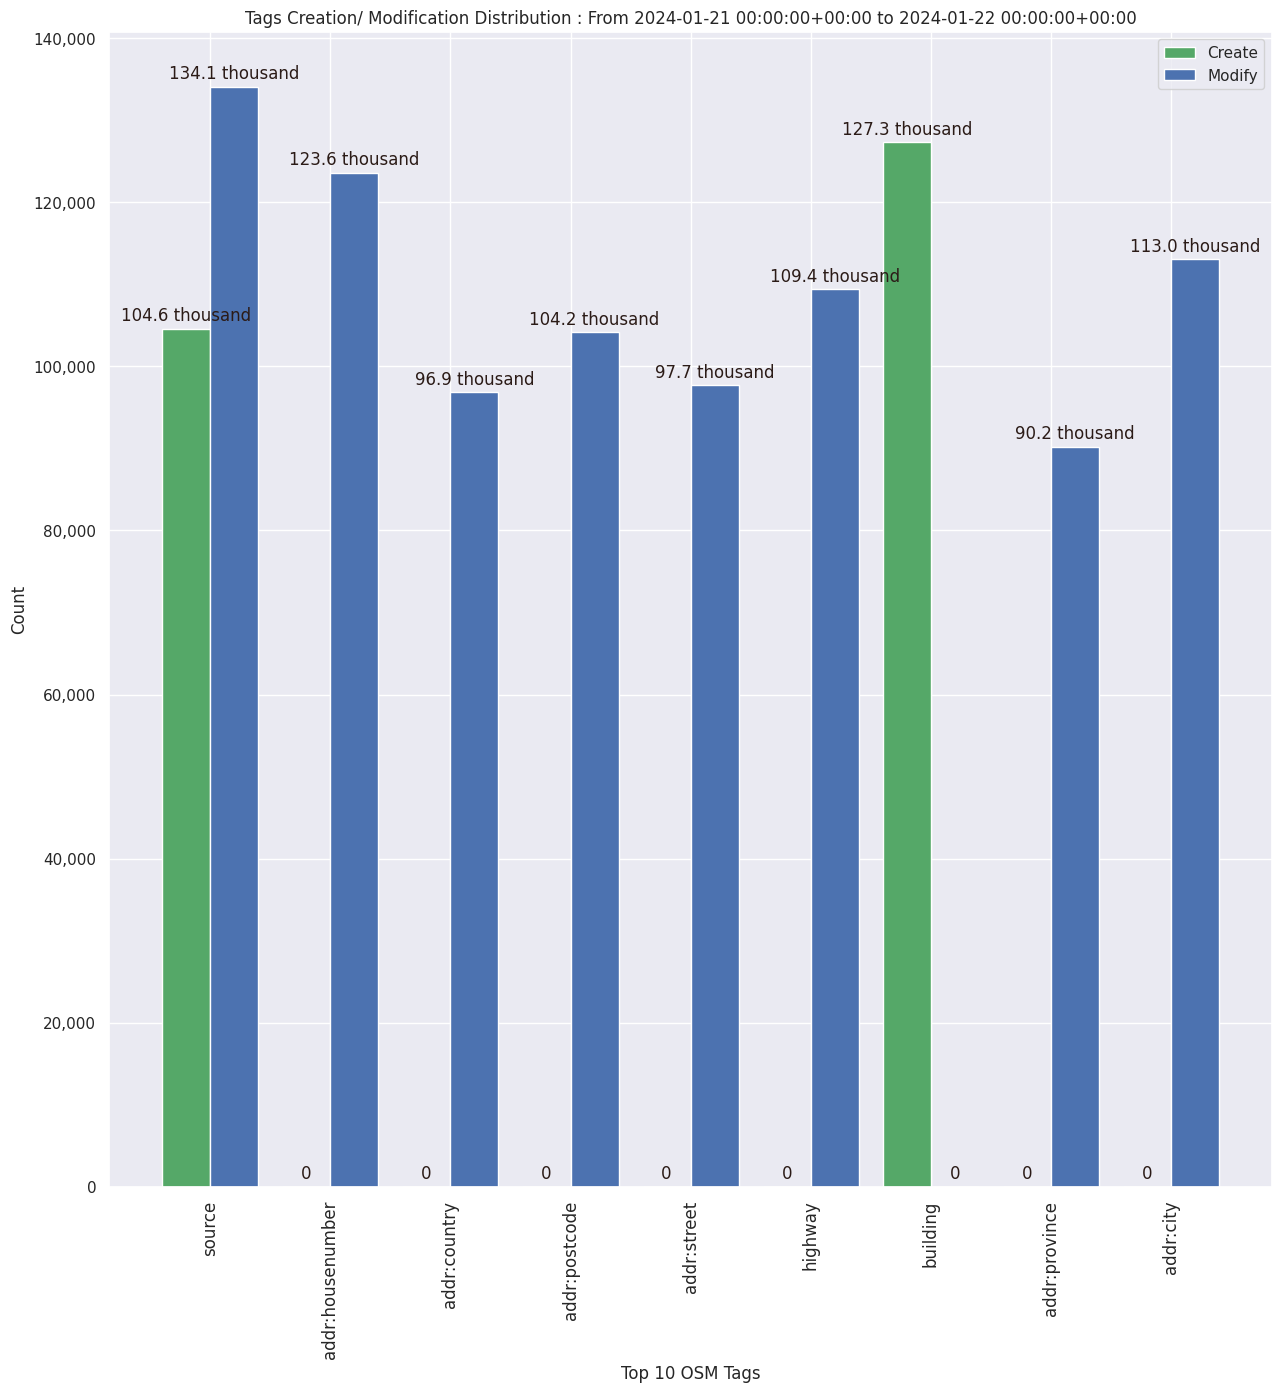 Tags Creation/ Modification Distribution : From 2024-01-21 00:00:00+00:00 to 2024-01-22 00:00:00+00:00
Create
Modify
140,000
120,000
100,000
80,000
60,000
40,000
20,000
0
Count
104.6 thousand
134.1 thousand
0
123.6 thousand
0
96.9 thousand
0
104.2 thousand
0
97.7 thousand
0
109.4 thousand
127.3 thousand
0
0
90.2 thousand
0
113.0 thousand
source
addr:housenumber
addr:country
addr:postcode
addr:street
highway
building
addr:province
addr:city
Top 10 OSM Tags